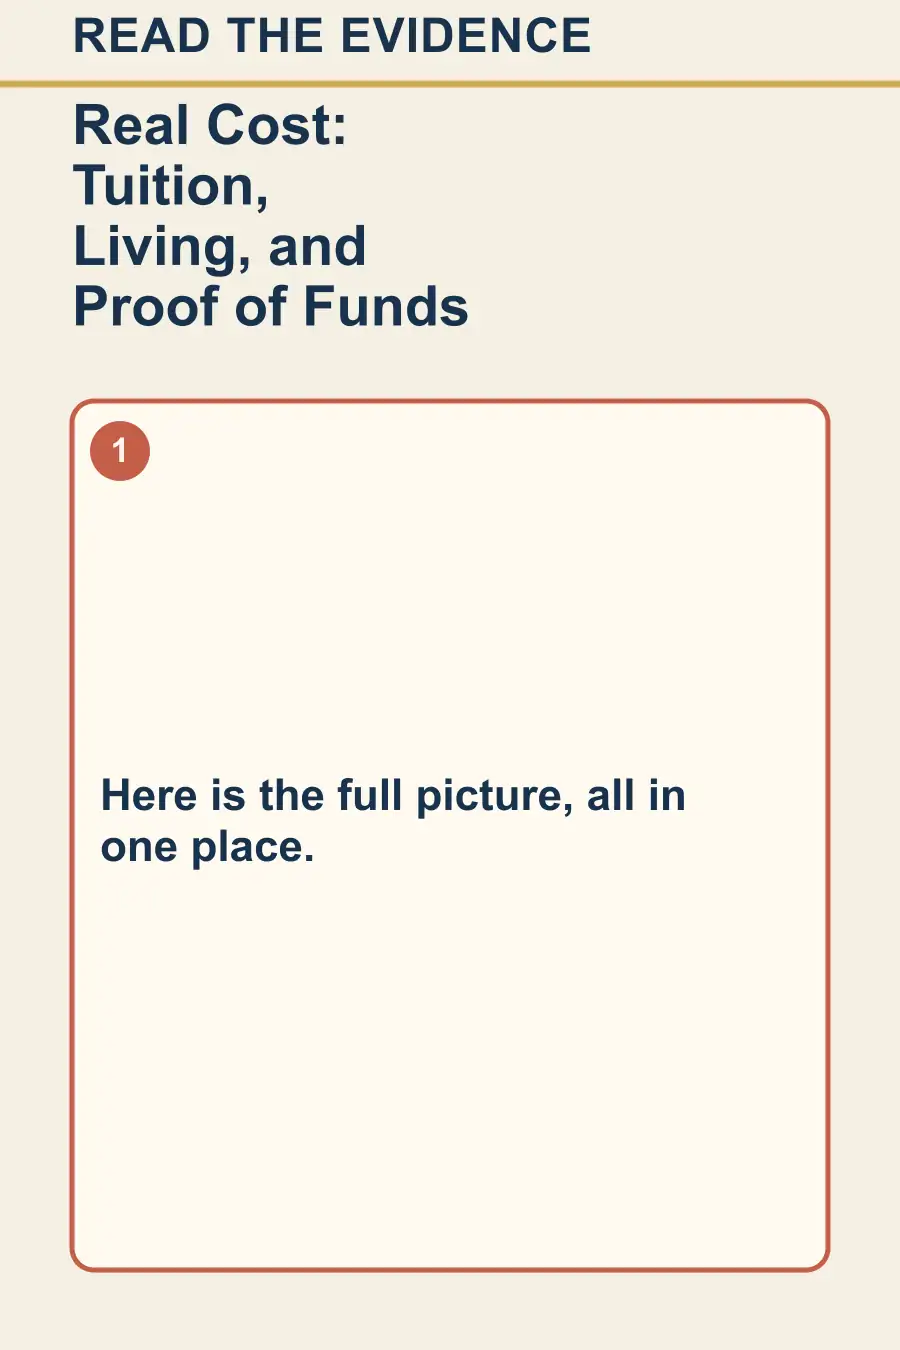 READ THE EVIDENCE
Real Cost:
Tuition,
Living, and
Proof of Funds
1
Here is the full picture, all in
one place.